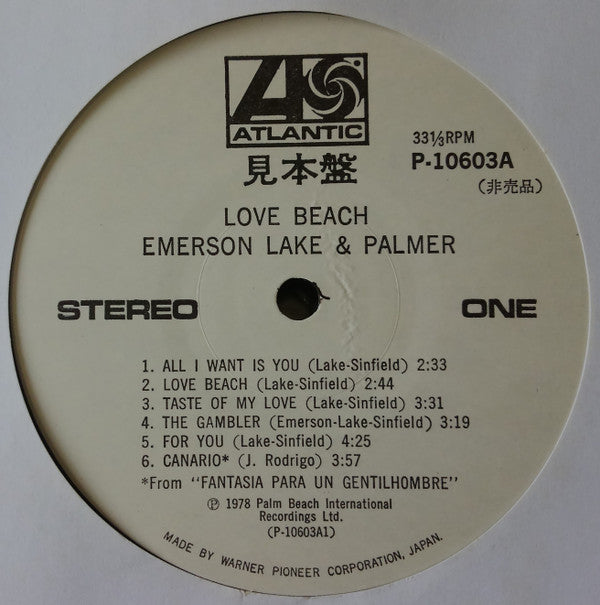 ATLANTIC
見本盤
33⅓RPM
P-10603A
(非売品)
LOVE BEACH
EMERSON LAKE & PALMER
STEREO
ONE
1. ALL I WANT IS YOU (Lake-Sinfield) 2:33
2. LOVE BEACH (Lake-Sinfield) 2:44
3. TASTE OF MY LOVE (Lake-Sinfield) 3:31
4. THE GAMBLER (Emerson-Lake-Sinfield) 3:19
5. FOR YOU (Lake-Sinfield) 4:25
6. CANARIO* (J. Rodrigo) 3:57
*From "FANTASIA PARA UN GENTILHOMBRE"
℗ 1978 Palm Beach International
Recordings Ltd.
(P-10603A1)
MADE BY WARNER PIONEER CORPORATION, JAPAN.